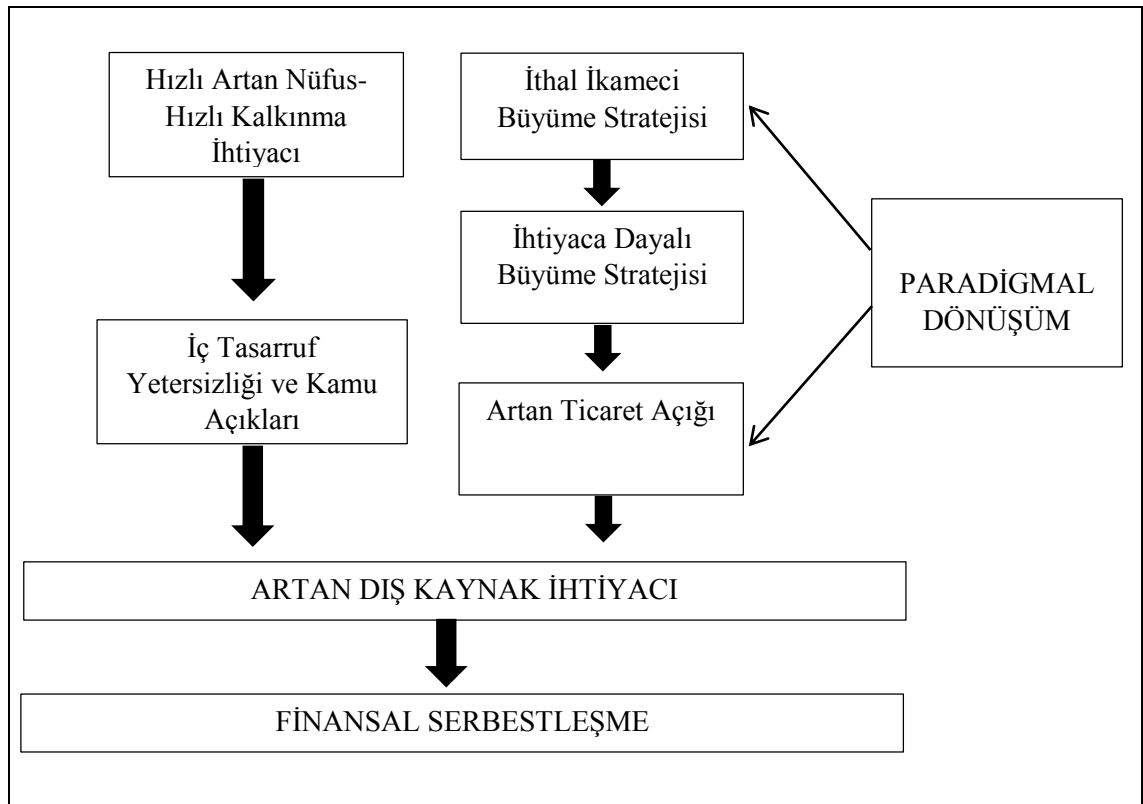 Hızlı Artan Nüfus-
Hızlı Kalkınma
İhtiyacı
İç Tasarruf
Yetersizliği ve Kamu
Açıkları
İthal İkameci
Büyüme Stratejisi
İhtiyaca Dayalı
Büyüme Stratejisi
Artan Ticaret Açığı
PARADİGMAL
DÖNÜŞÜM
ARTAN DIŞ KAYNAK İHTİYACI
FİNANSAL SERBESTLEŞME